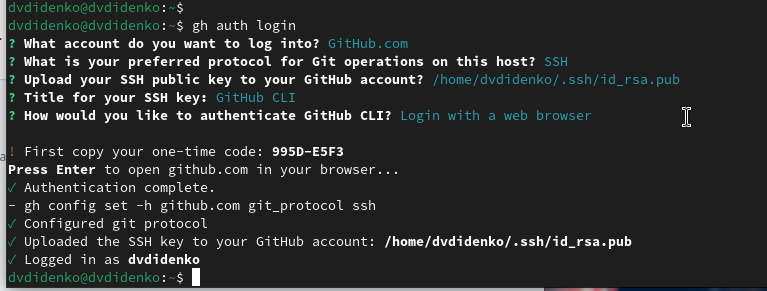 dvdidenko@dvdidenko:~$
dvdidenko@dvdidenko:~$ gh auth login
? What account do you want to log into? GitHub.com
? What is your preferred protocol for Git operations on this host? SSH
? Upload your SSH public key to your GitHub account? /home/dvdidenko/.ssh/id_rsa.pub
? Title for your SSH key: GitHub CLI
? How would you like to authenticate GitHub CLI? Login with a web browser
! First copy your one-time code: 995D-E5F3
Press Enter to open github.com in your browser...
✓ Authentication complete.
- gh config set -h github.com git_protocol ssh
✓ Configured git protocol
✓ Uploaded the SSH key to your GitHub account: /home/dvdidenko/.ssh/id_rsa.pub
✓ Logged in as dvdidenko
dvdidenko@dvdidenko:~$